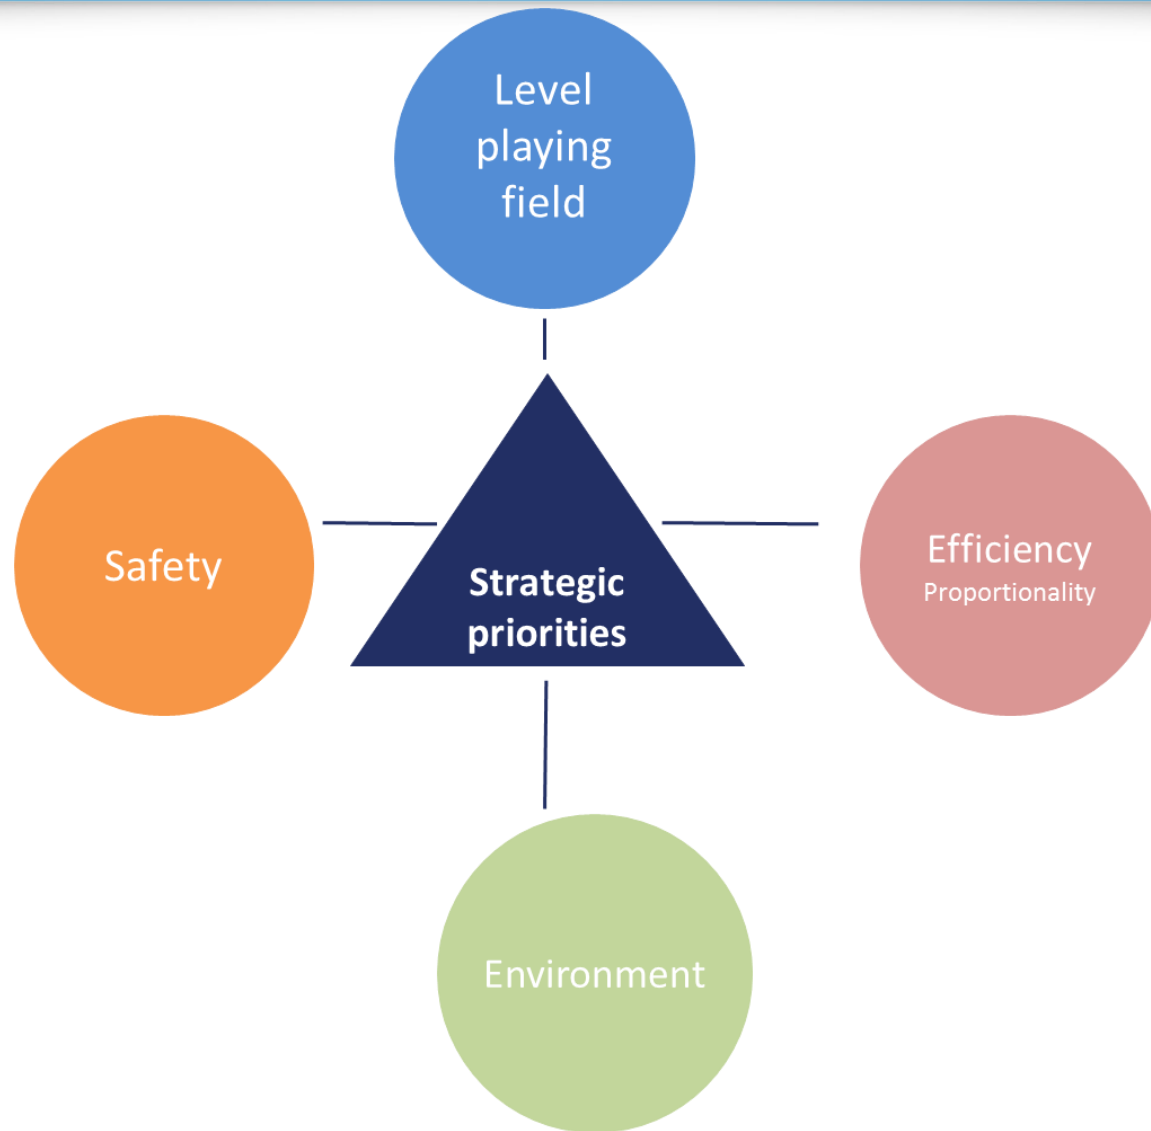 Level
playing
field
Safety
Strategic
priorities
Efficiency
Proportionality
Environment